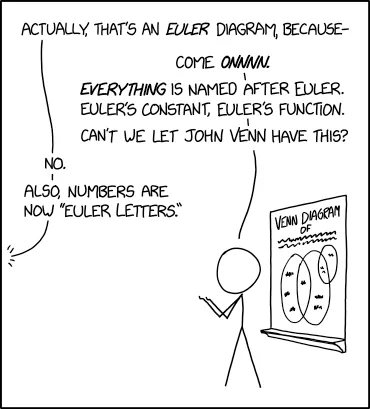 ACTUALLY, THAT'S AN EULER DIAGRAM, BECAUSE-
COME ONNNN.
EVERYTHING IS NAMED AFTER EULER.
EULER'S CONSTANT, EULER'S FUNCTION.
CAN'T WE LET JOHN VENN HAVE THIS?
NO.
ALSO, NUMBERS ARE
NOW "EULER LETTERS."
VENN DIAGRAM
OF